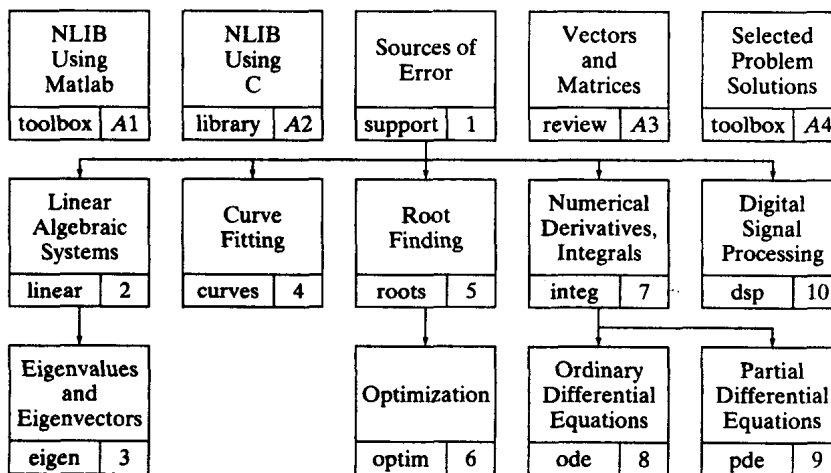 NLIB
Using
Matlab
toolbox A1
NLIB
Using
C
library A2
Sources of
Error
support 1
Vectors
and
Matrices
review A3
Selected
Problem
Solutions
toolbox A4
Linear
Algebraic
Systems
linear 2
Curve
Fitting
curves 4
Root
Finding
roots 5
Numerical
Derivatives,
Integrals
integ 7
Digital
Signal
Processing
dsp 10
Eigenvalues
and
Eigenvectors
eigen 3
Optimization
optim 6
Ordinary
Differential
Equations
ode 8
Partial
Differential
Equations
pde 9